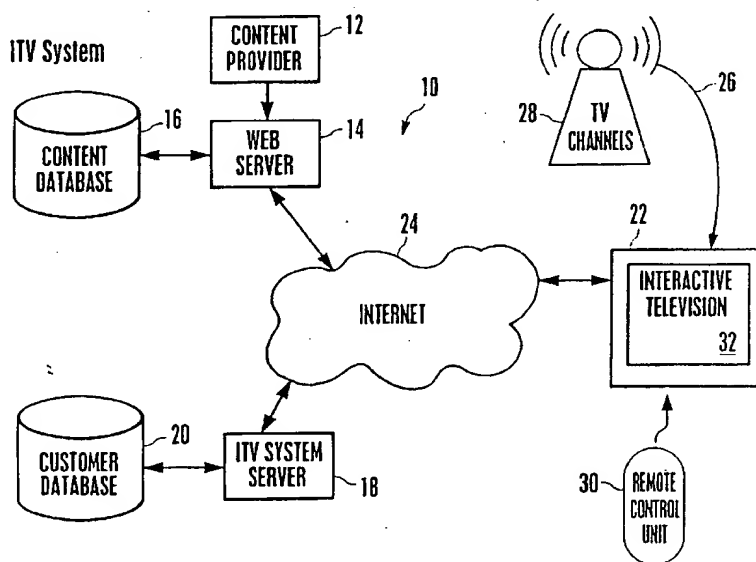 ITV System
CONTENT
PROVIDER
12
10
16
14
CONTENT
DATABASE
WEB
SERVER
28
TV
CHANNELS
26
24
INTERNET
22
INTERACTIVE
TELEVISION
32
20
CUSTOMER
DATABASE
ITV SYSTEM
SERVER
18
30
REMOTE
CONTROL
UNIT